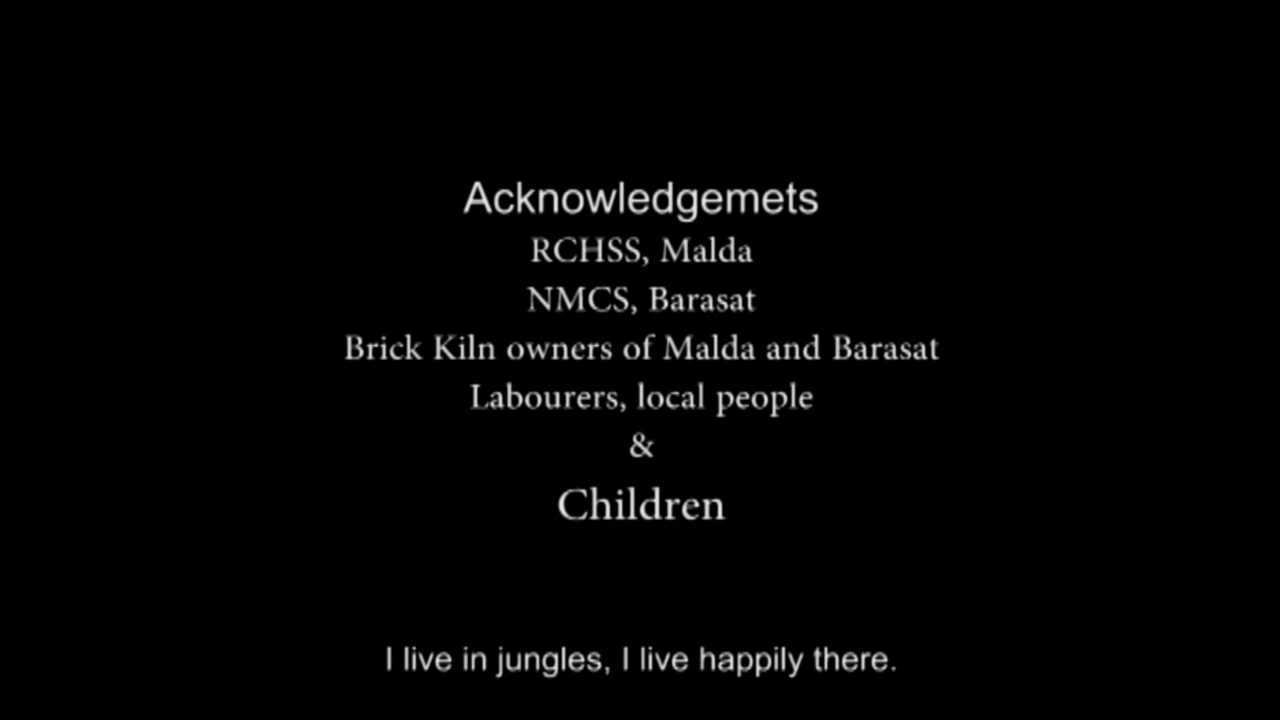 Acknowledgemets
RCHSS, Malda
NMCS, Barasat
Brick Kiln owners of Malda and Barasat
Labourers, local people
&
Children
I live in jungles, I live happily there.